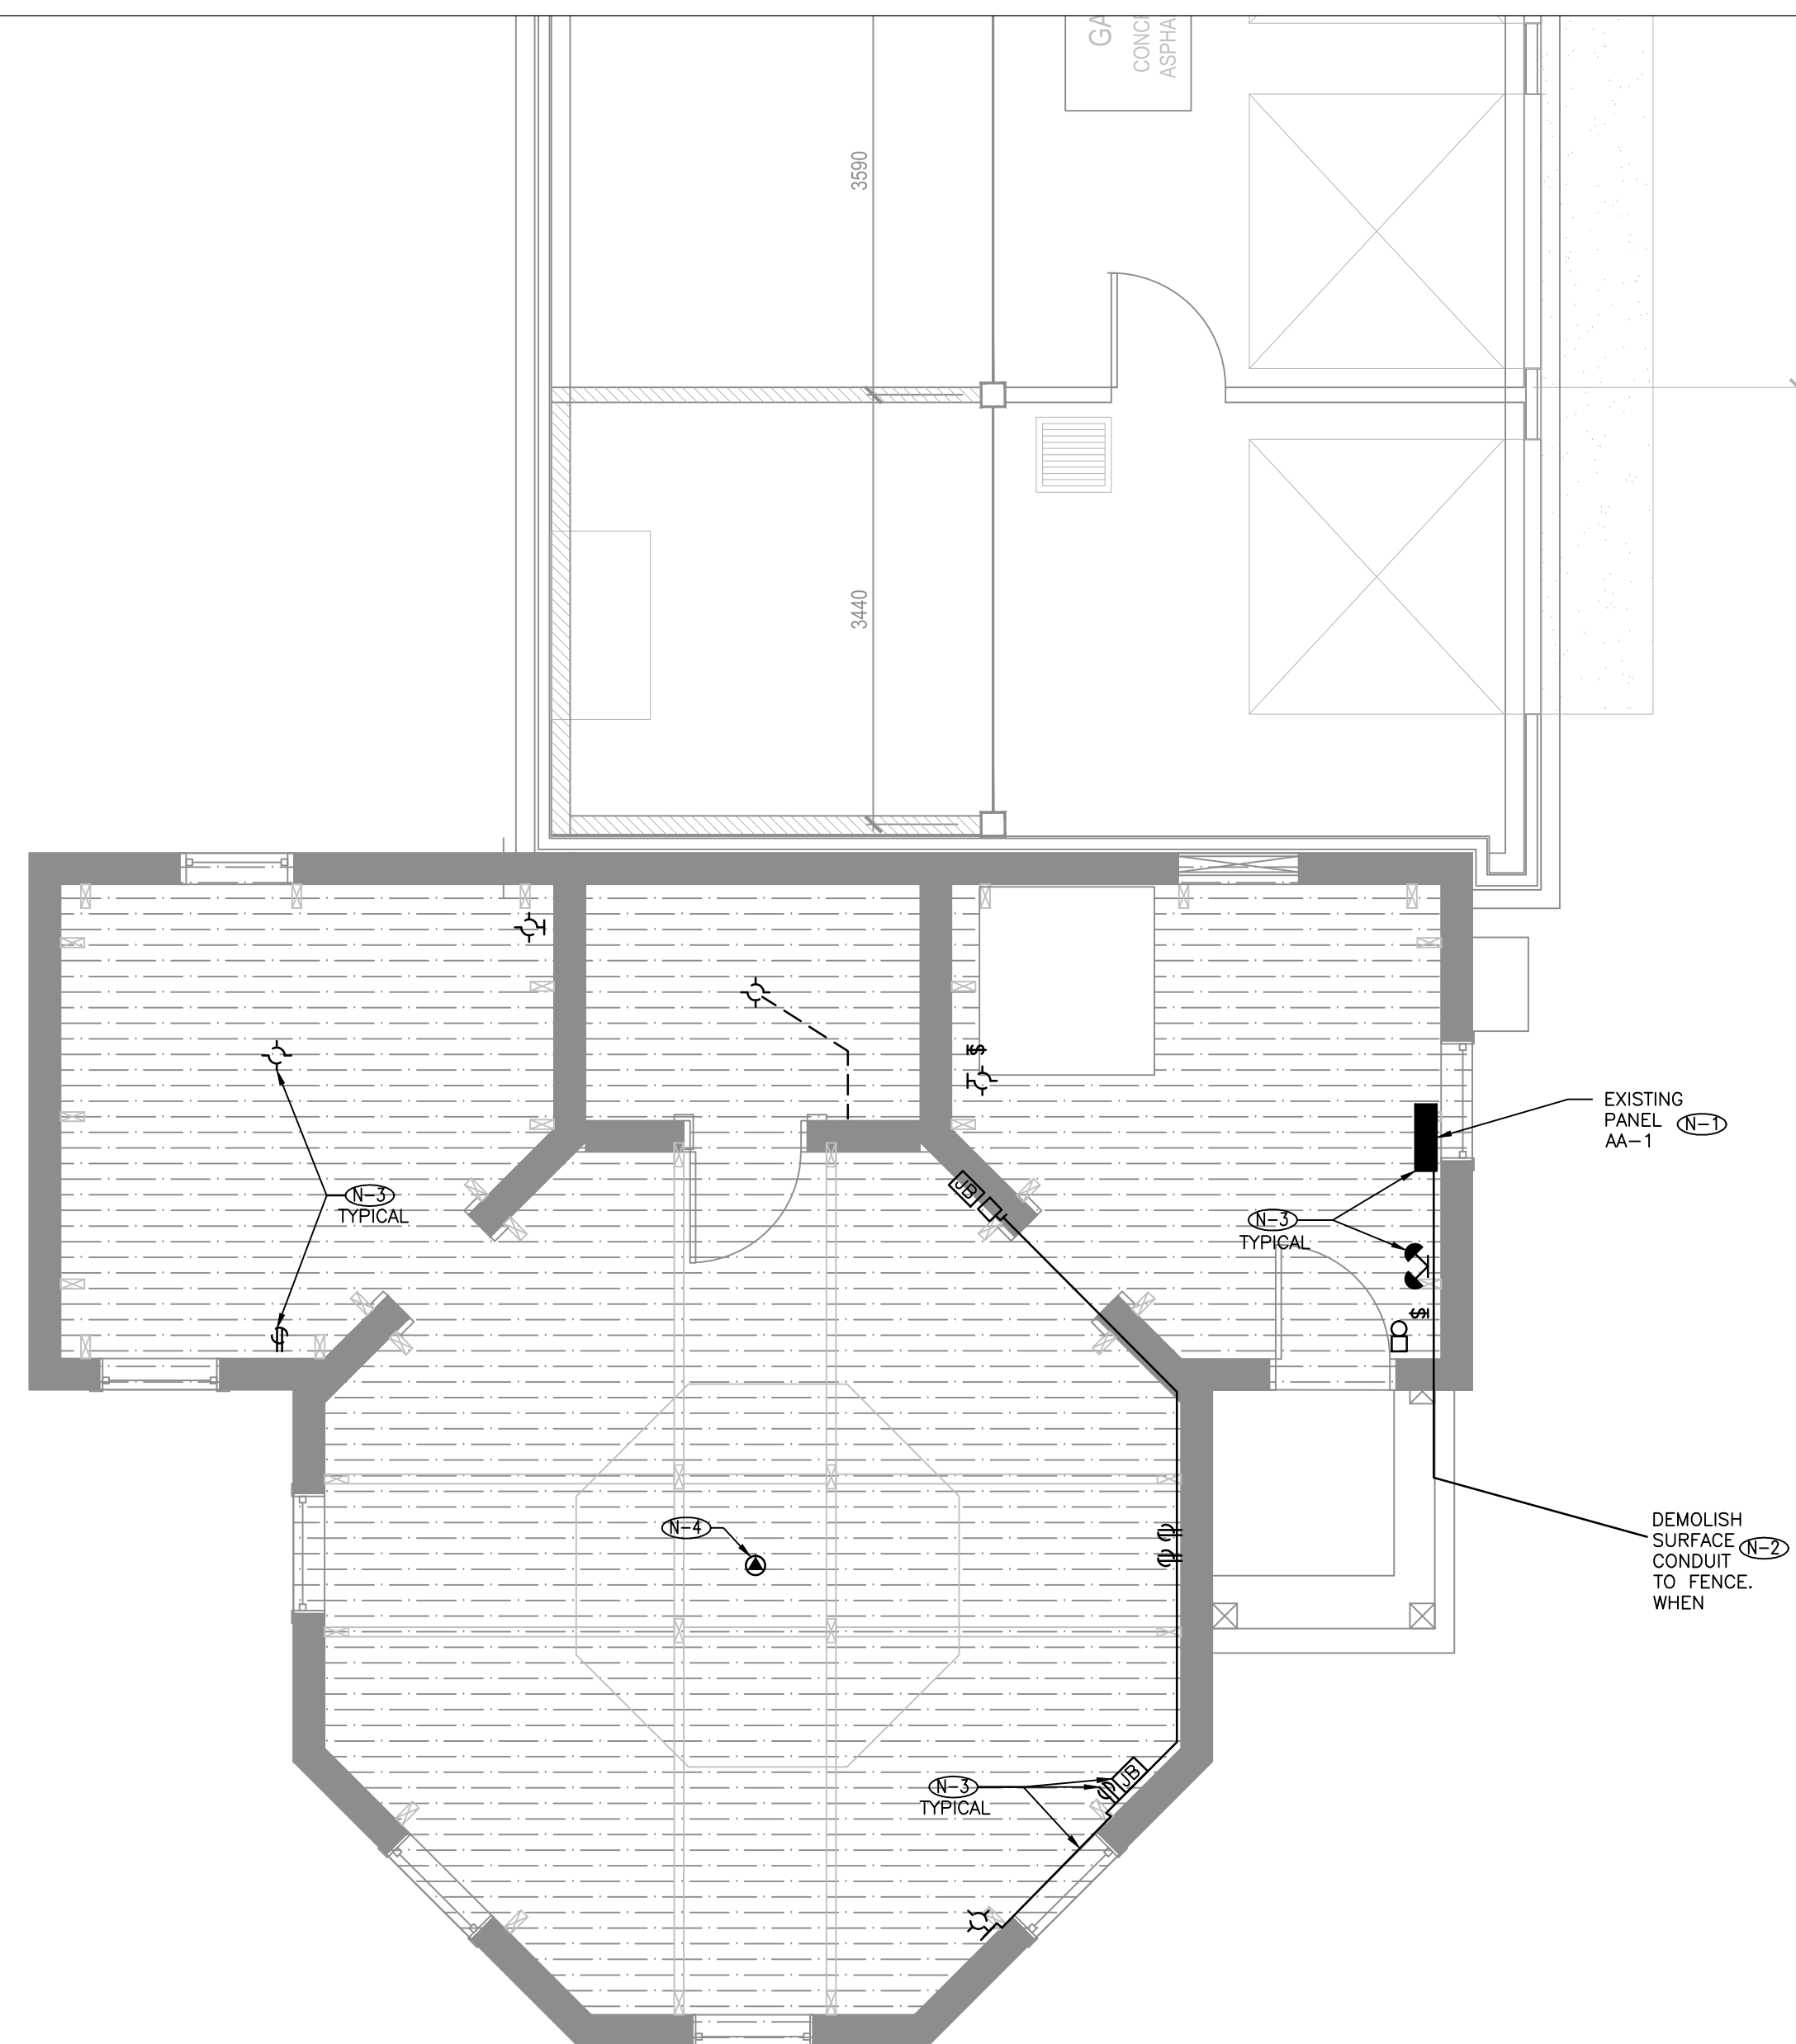 GA
CONCR
ASPHA
3590
3440
EXISTING
PANEL N-1
AA-1
N-3
TYPICAL
JB
N-3
TYPICAL
$
$
N-4
DEMOLISH
SURFACE N-2
CONDUIT
TO FENCE.
WHEN
N-3
TYPICAL
JB